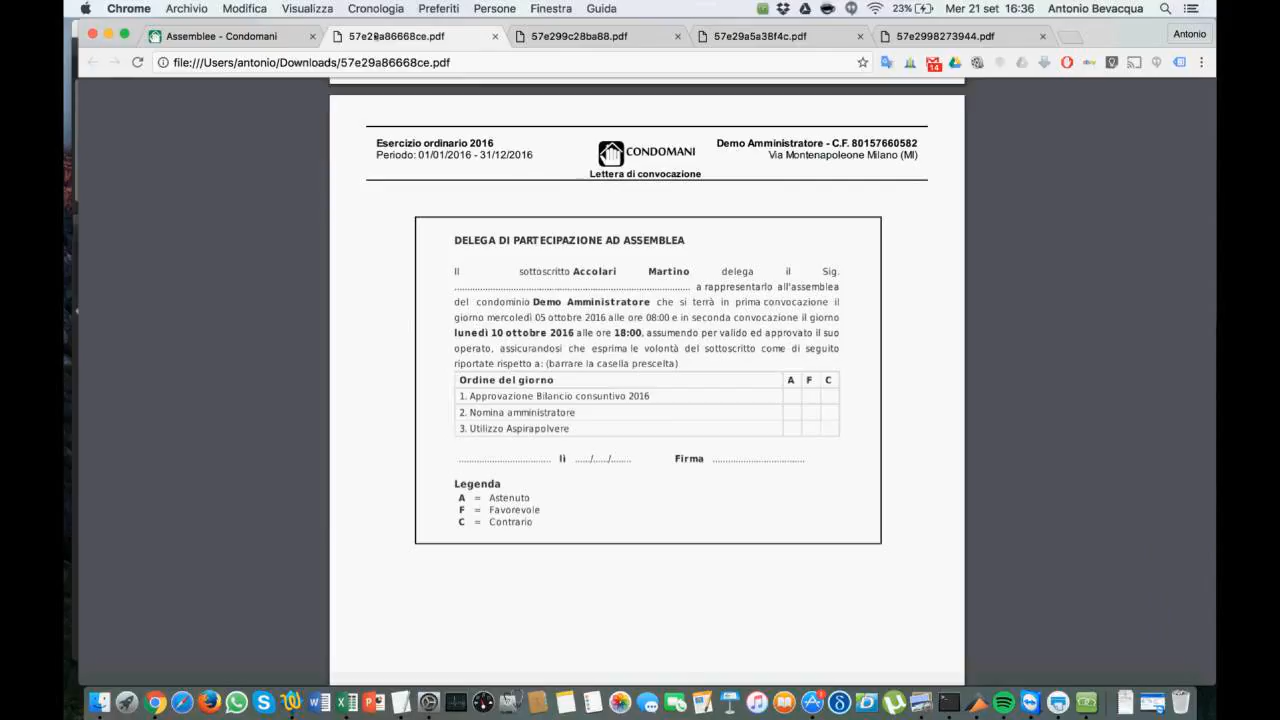 Chrome Archivio Modifica Visualizza Cronologia Preferiti Persone Finestra Guida 23% Mer 21 set 16:36 Antonio Bevacqua
Assemblee - Condomani 57e29a86668ce.pdf 57e299c28ba88.pdf 57e29a5a38f4c.pdf 57e2998273944.pdf Antonio
file:///Users/antonio/Downloads/57e29a86668ce.pdf 14
Esercizio ordinario 2016 CONDOMANI Demo Amministratore - C.F. 80157660582
Periodo: 01/01/2016 - 31/12/2016 Via Montenapoleone Milano (MI)
Lettera di convocazione
DELEGA DI PARTECIPAZIONE AD ASSEMBLEA
Il sottoscritto Accolari Martino delega il Sig.
........................................................................................ a rappresentarlo all'assemblea
del condominio Demo Amministratore che si terrà in prima convocazione il
giorno mercoledì 05 ottobre 2016 alle ore 08:00 e in seconda convocazione il giorno
lunedì 10 ottobre 2016 alle ore 18:00, assumendo per valido ed approvato il suo
operato, assicurandosi che esprima le volontà del sottoscritto come di seguito
riportate rispetto a: (barrare la casella prescelta)
Ordine del giorno A F C
1. Approvazione Bilancio consuntivo 2016
2. Nomina amministratore
3. Utilizzo Aspirapolvere
.................................. lì ....../....../....... Firma ..................................
Legenda
A = Astenuto
F = Favorevole
C = Contrario